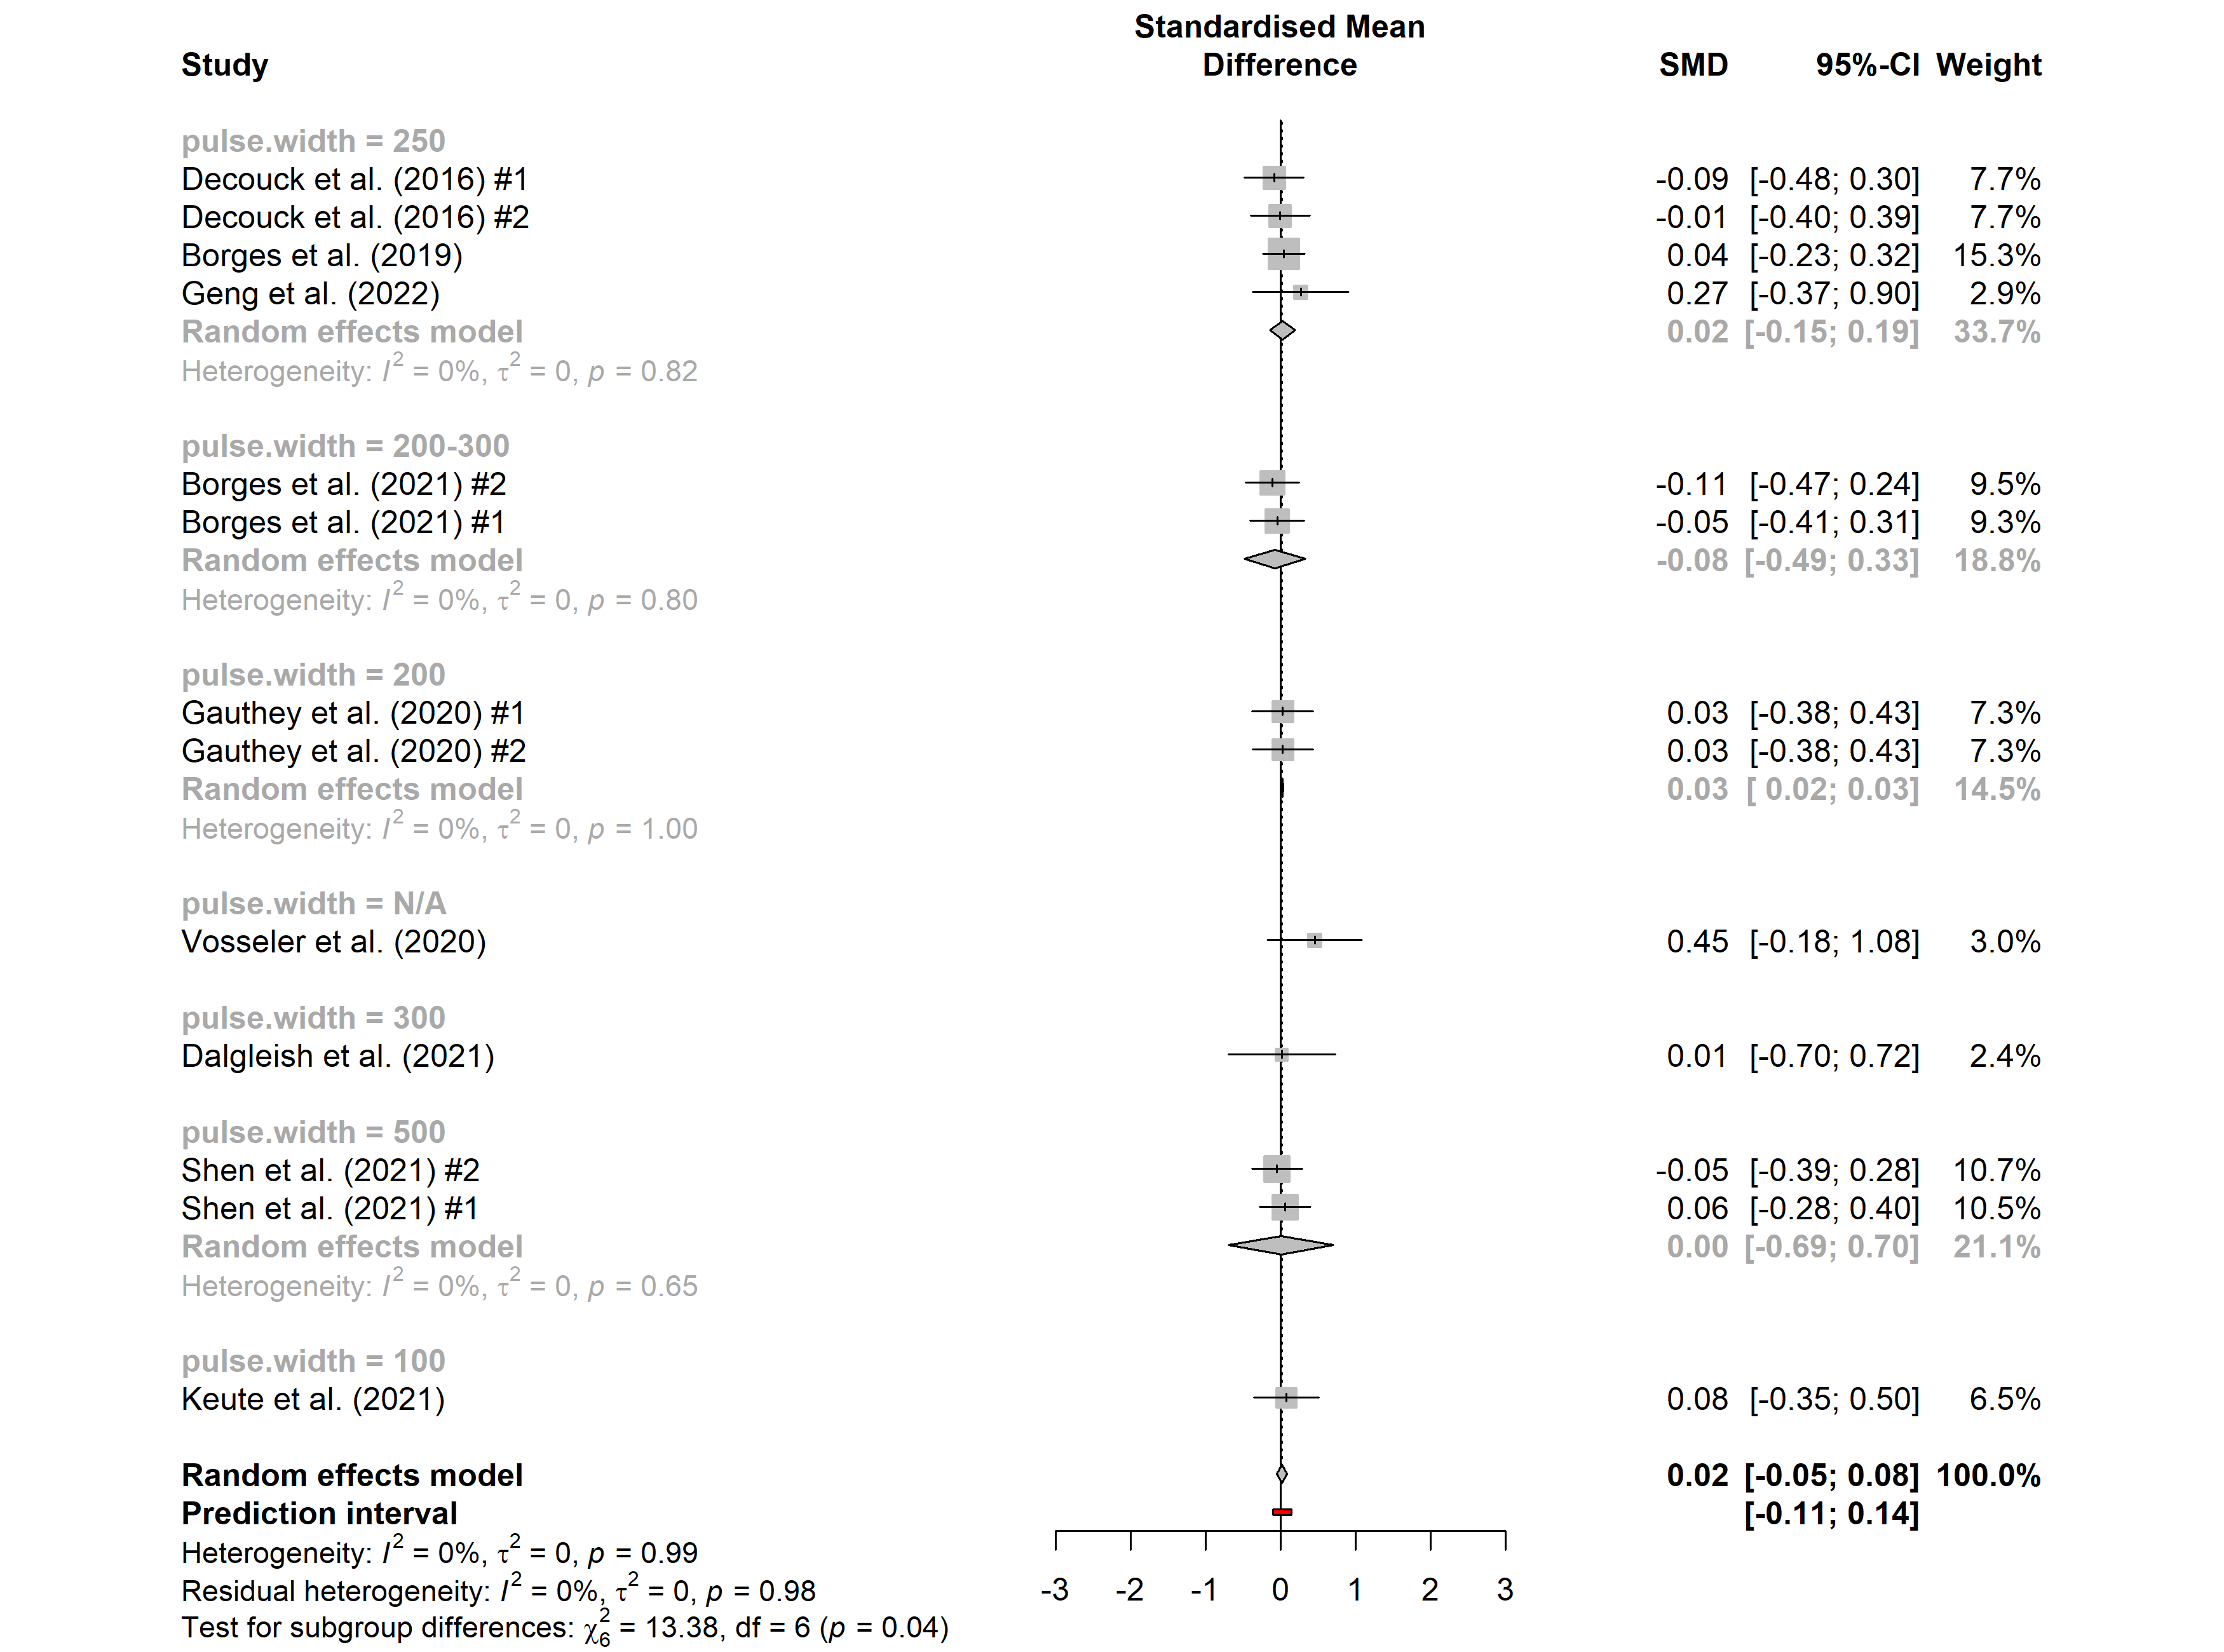 Standardised Mean
Study Difference SMD 95%-CI Weight
pulse.width = 250
Decouck et al. (2016) #1 -0.09 [-0.48; 0.30] 7.7%
Decouck et al. (2016) #2 -0.01 [-0.40; 0.39] 7.7%
Borges et al. (2019) 0.04 [-0.23; 0.32] 15.3%
Geng et al. (2022) 0.27 [-0.37; 0.90] 2.9%
Random effects model 0.02 [-0.15; 0.19] 33.7%
Heterogeneity: I² = 0%, τ² = 0, p = 0.82
pulse.width = 200-300
Borges et al. (2021) #2 -0.11 [-0.47; 0.24] 9.5%
Borges et al. (2021) #1 -0.05 [-0.41; 0.31] 9.3%
Random effects model -0.08 [-0.49; 0.33] 18.8%
Heterogeneity: I² = 0%, τ² = 0, p = 0.80
pulse.width = 200
Gauthey et al. (2020) #1 0.03 [-0.38; 0.43] 7.3%
Gauthey et al. (2020) #2 0.03 [-0.38; 0.43] 7.3%
Random effects model 0.03 [ 0.02; 0.03] 14.5%
Heterogeneity: I² = 0%, τ² = 0, p = 1.00
pulse.width = N/A
Vosseler et al. (2020) 0.45 [-0.18; 1.08] 3.0%
pulse.width = 300
Dalgleish et al. (2021) 0.01 [-0.70; 0.72] 2.4%
pulse.width = 500
Shen et al. (2021) #2 -0.05 [-0.39; 0.28] 10.7%
Shen et al. (2021) #1 0.06 [-0.28; 0.40] 10.5%
Random effects model 0.00 [-0.69; 0.70] 21.1%
Heterogeneity: I² = 0%, τ² = 0, p = 0.65
pulse.width = 100
Keute et al. (2021) 0.08 [-0.35; 0.50] 6.5%
Random effects model 0.02 [-0.05; 0.08] 100.0%
Prediction interval [-0.11; 0.14]
Heterogeneity: I² = 0%, τ² = 0, p = 0.99
Residual heterogeneity: I² = 0%, τ² = 0, p = 0.98
-3 -2 -1 0 1 2 3
Test for subgroup differences: χ²₆ = 13.38, df = 6 (p = 0.04)